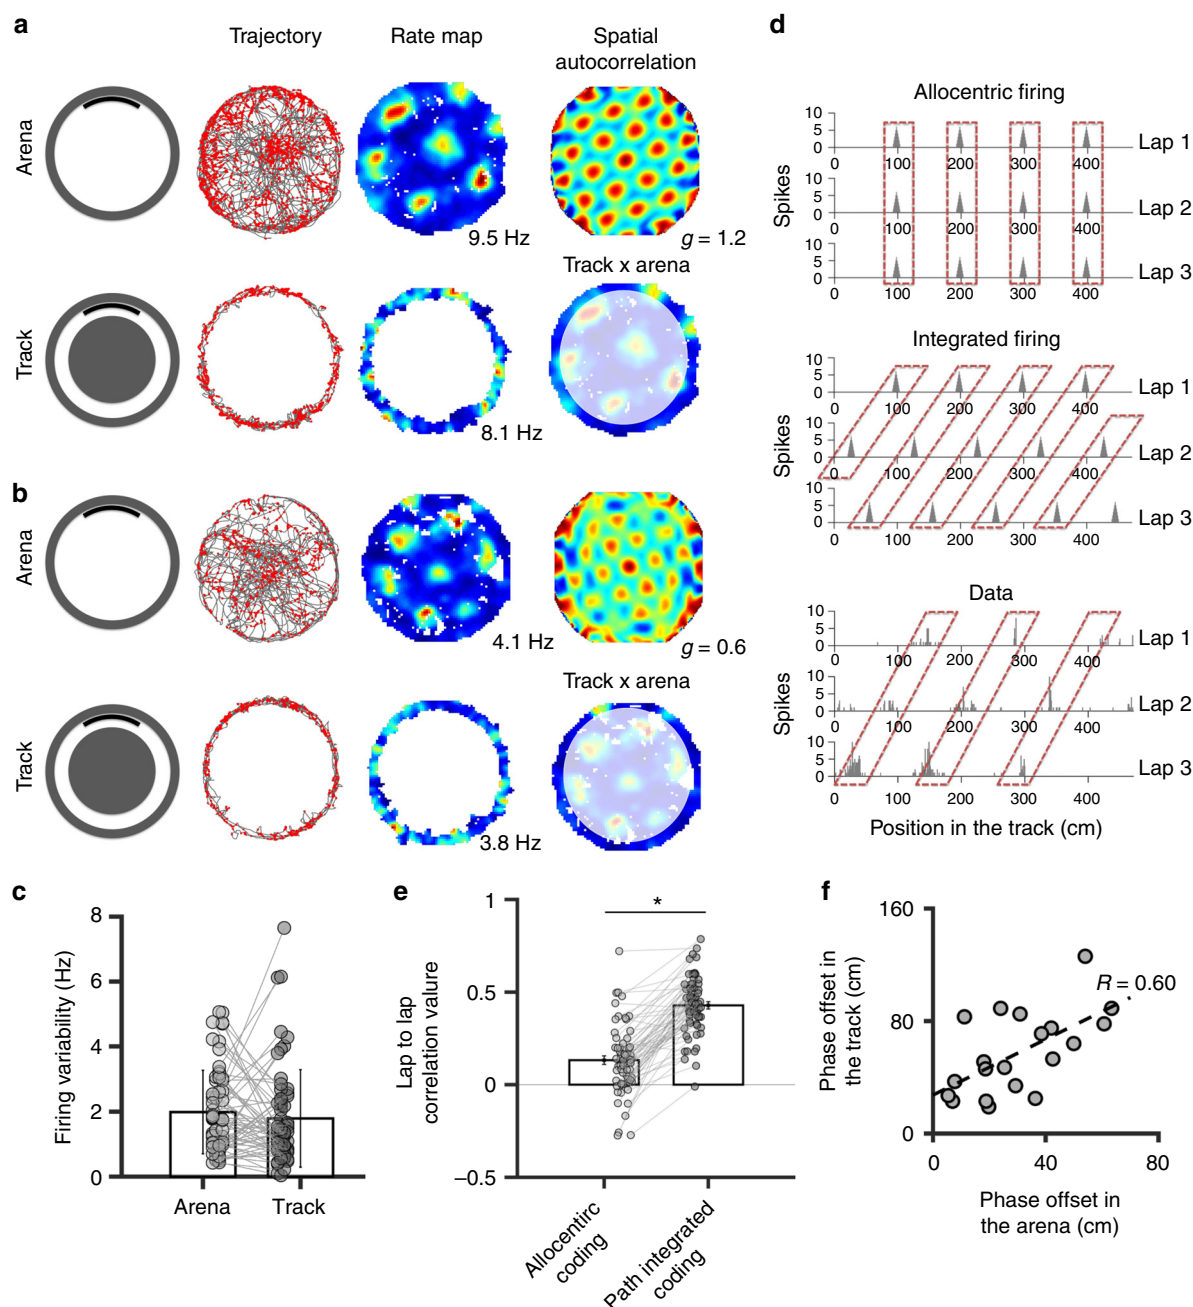 a
Trajectory
Rate map
Spatial
autocorrelation
Arena
9.5 Hz
g = 1.2
Track
Track x arena
8.1 Hz
b
Arena
4.1 Hz
g = 0.6
Track
Track x arena
3.8 Hz
c
Firing variability (Hz)
8
6
4
2
0
Arena
Track
d
Allocentric firing
Spikes
10
5
0
0
100
200
300
400
Lap 1
5
0
0
100
200
300
400
Lap 2
5
0
0
100
200
300
400
Lap 3
Integrated firing
Spikes
10
5
0
0
100
200
300
400
Lap 1
10
5
0
0
100
200
300
400
Lap 2
10
5
0
0
100
200
300
400
Lap 3
Data
Spikes
10
5
0
0
100
200
300
400
Lap 1
10
5
0
0
100
200
300
400
Lap 2
10
5
0
0
100
200
300
400
Lap 3
Position in the track (cm)
e
Lap to lap
correlation value
1
0.5
0
−0.5
*
Allocentirc
coding
Path integrated
coding
f
Phase offset in
the track (cm)
160
80
0
R = 0.60
0
40
80
Phase offset in
the arena (cm)